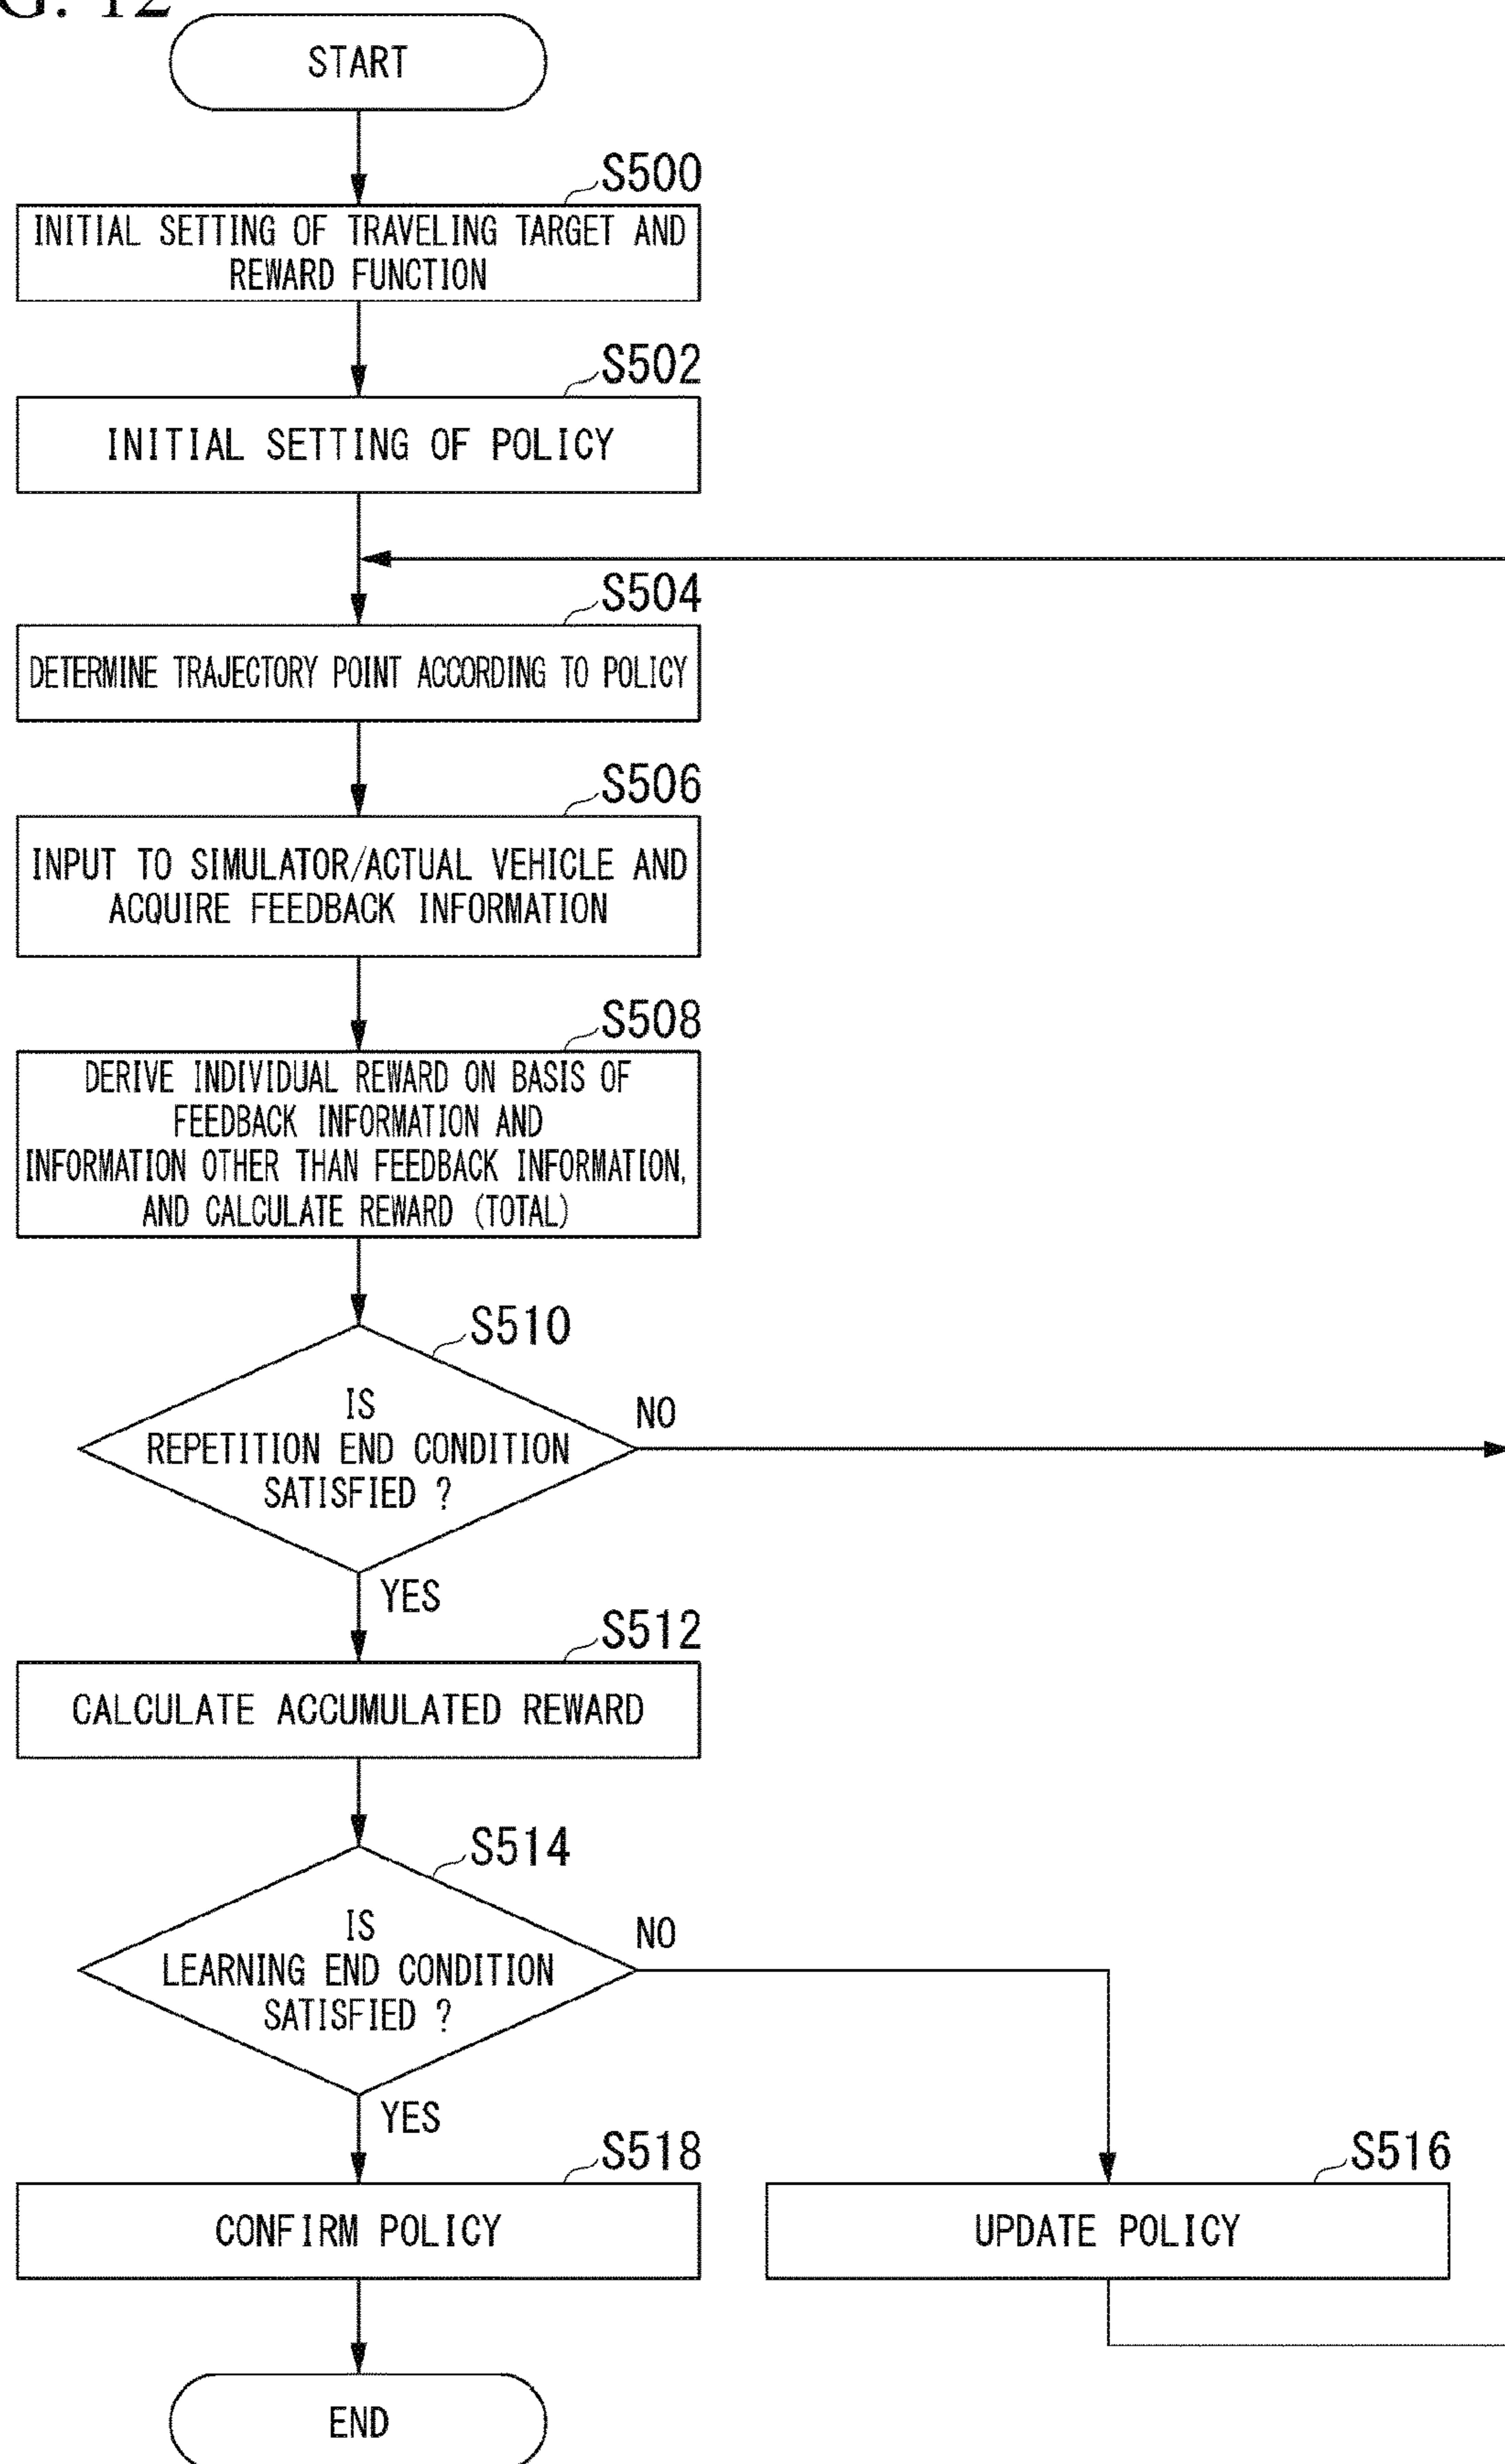 G. 12
START
S500
INITIAL SETTING OF TRAVELING TARGET AND
REWARD FUNCTION
S502
INITIAL SETTING OF POLICY
S504
DETERMINE TRAJECTORY POINT ACCORDING TO POLICY
S506
INPUT TO SIMULATOR/ACTUAL VEHICLE AND
ACQUIRE FEEDBACK INFORMATION
S508
DERIVE INDIVIDUAL REWARD ON BASIS OF
FEEDBACK INFORMATION AND
INFORMATION OTHER THAN FEEDBACK INFORMATION,
AND CALCULATE REWARD (TOTAL)
S510
IS
REPETITION END CONDITION
SATISFIED ?
NO
YES
S512
CALCULATE ACCUMULATED REWARD
S514
IS
LEARNING END CONDITION
SATISFIED ?
NO
YES
S518
CONFIRM POLICY
S516
UPDATE POLICY
END